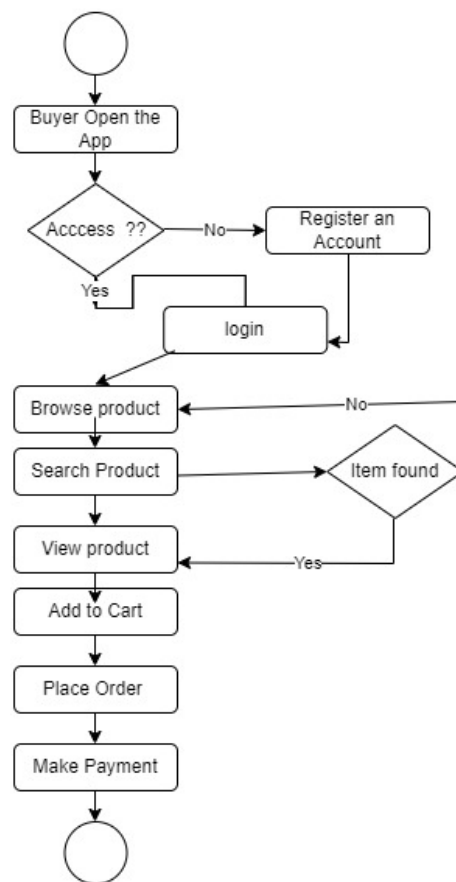 Buyer Open the
App
Acccess ??
No
Register an
Account
Yes
login
Browse product
No
Search Product
Item found
View product
Yes
Add to Cart
Place Order
Make Payment